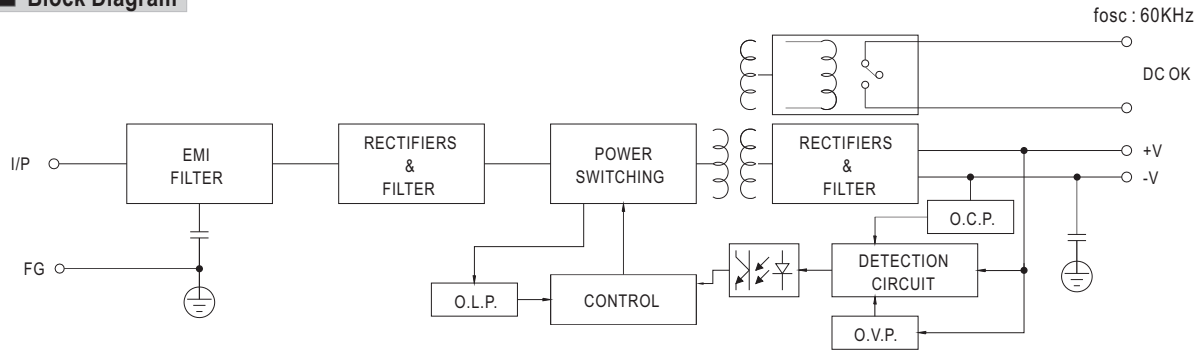 Block Diagram
fosc : 60KHz
DC OK
I/P
EMI
FILTER
RECTIFIERS
&
FILTER
POWER
SWITCHING
RECTIFIERS
&
FILTER
+V
-V
O.C.P.
FG
DETECTION
CIRCUIT
O.L.P.
CONTROL
O.V.P.